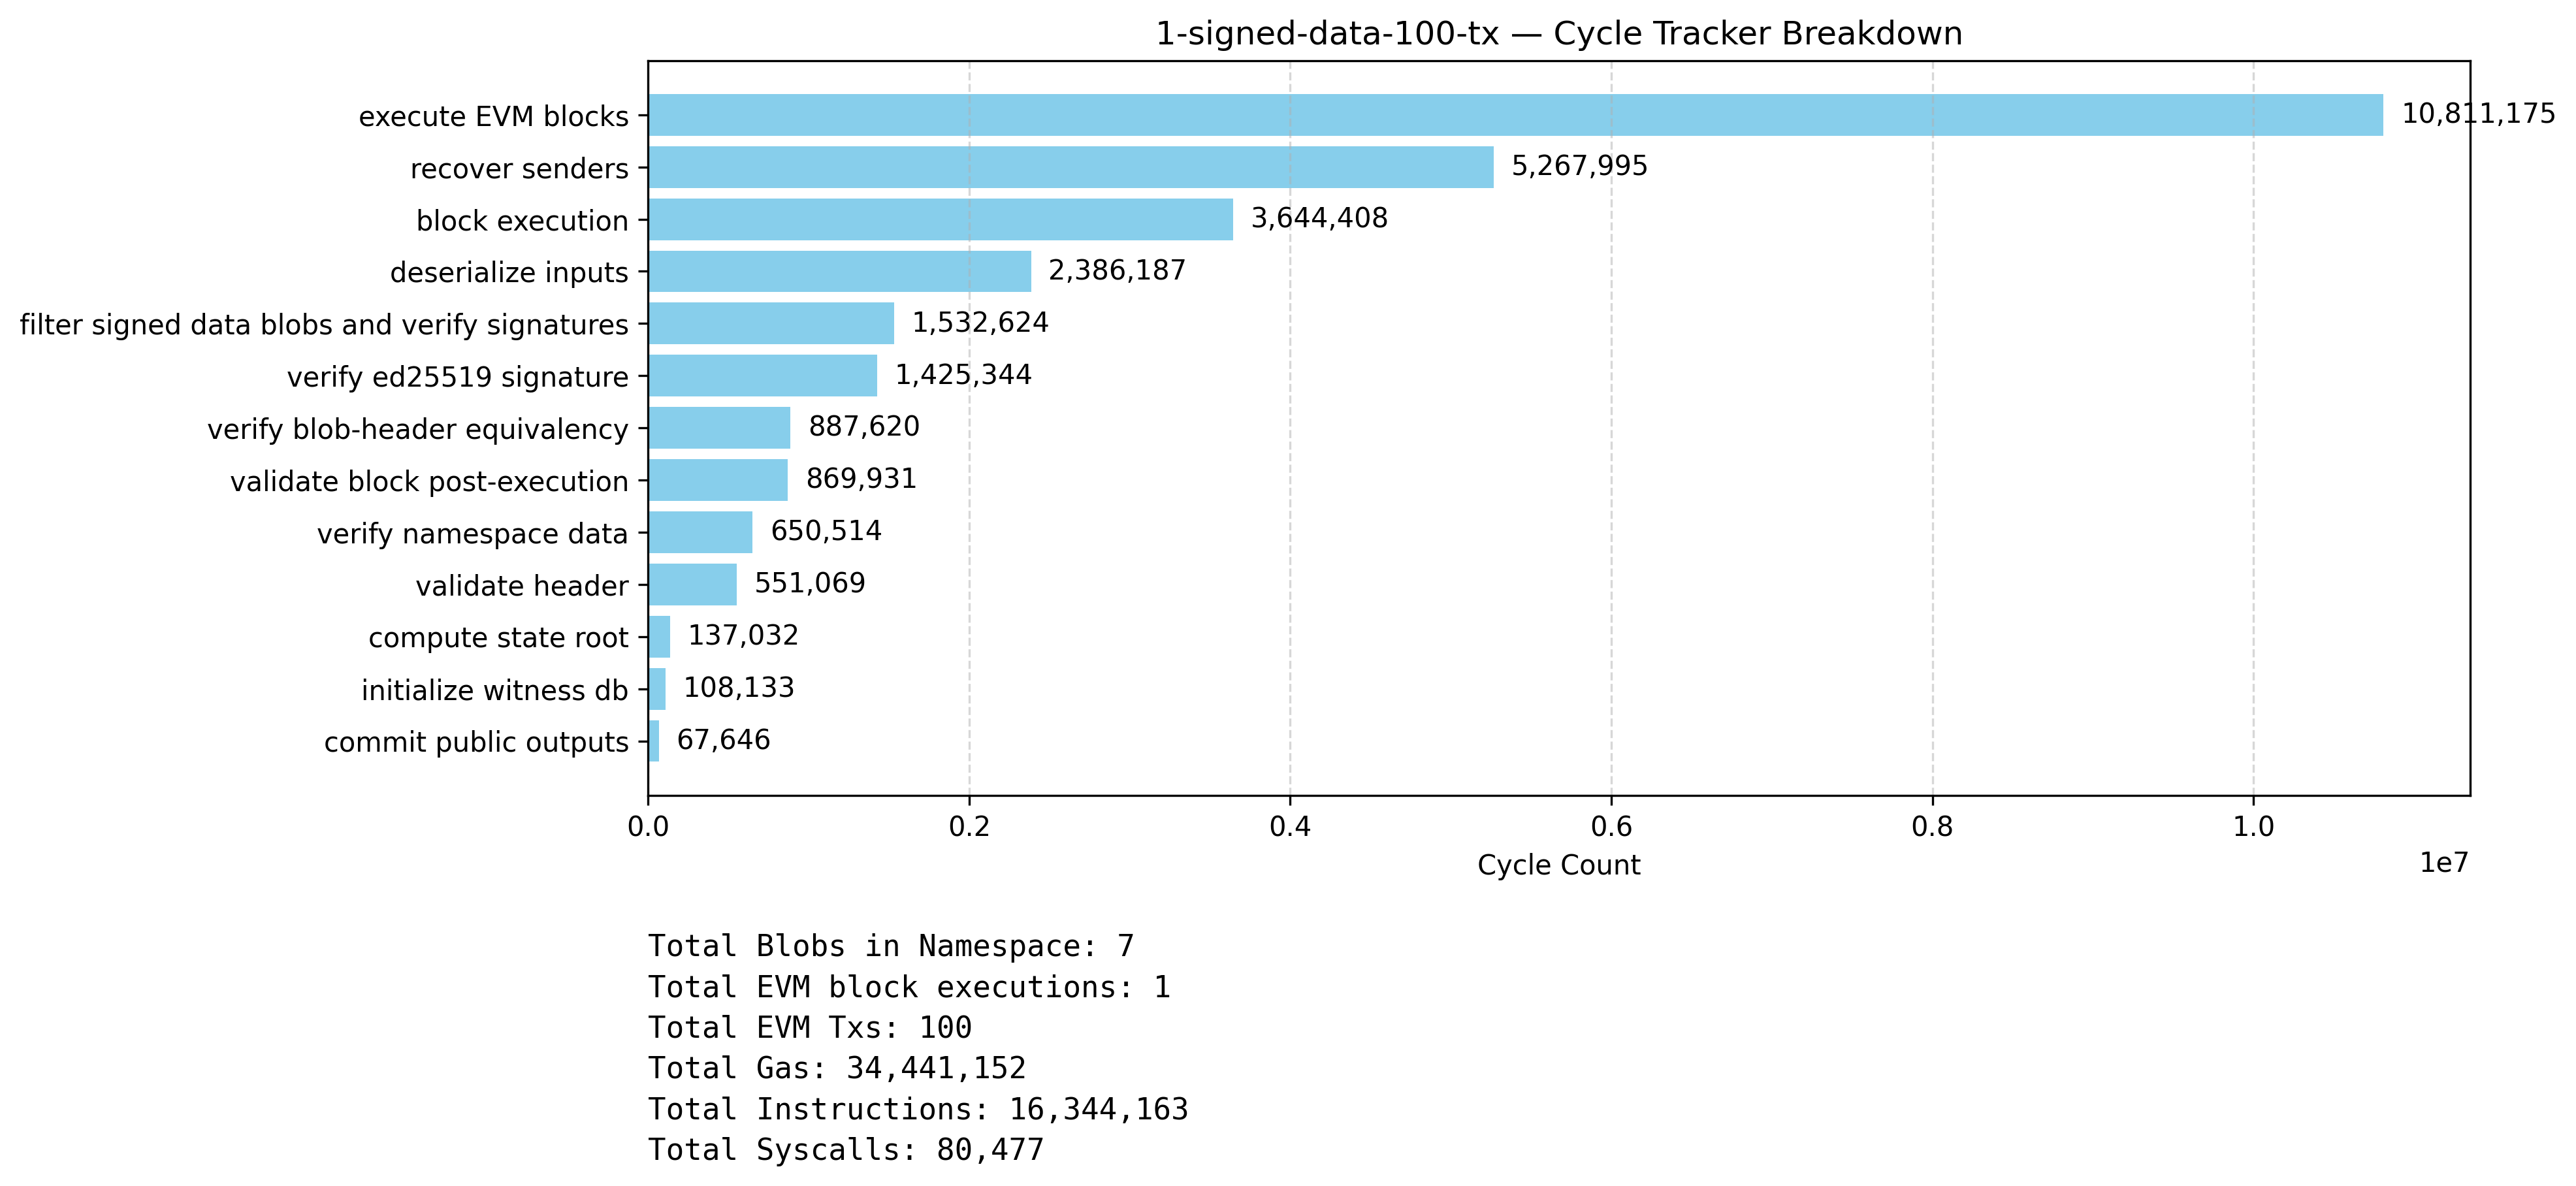 1-signed-data-100-tx — Cycle Tracker Breakdown
execute EVM blocks 10,811,175
recover senders 5,267,995
block execution 3,644,408
deserialize inputs 2,386,187
filter signed data blobs and verify signatures 1,532,624
verify ed25519 signature 1,425,344
verify blob-header equivalency 887,620
validate block post-execution 869,931
verify namespace data 650,514
validate header 551,069
compute state root 137,032
initialize witness db 108,133
commit public outputs 67,646
0.0 0.2 0.4 0.6 0.8 1.0
Cycle Count
1e7
Total Blobs in Namespace: 7
Total EVM block executions: 1
Total EVM Txs: 100
Total Gas: 34,441,152
Total Instructions: 16,344,163
Total Syscalls: 80,477